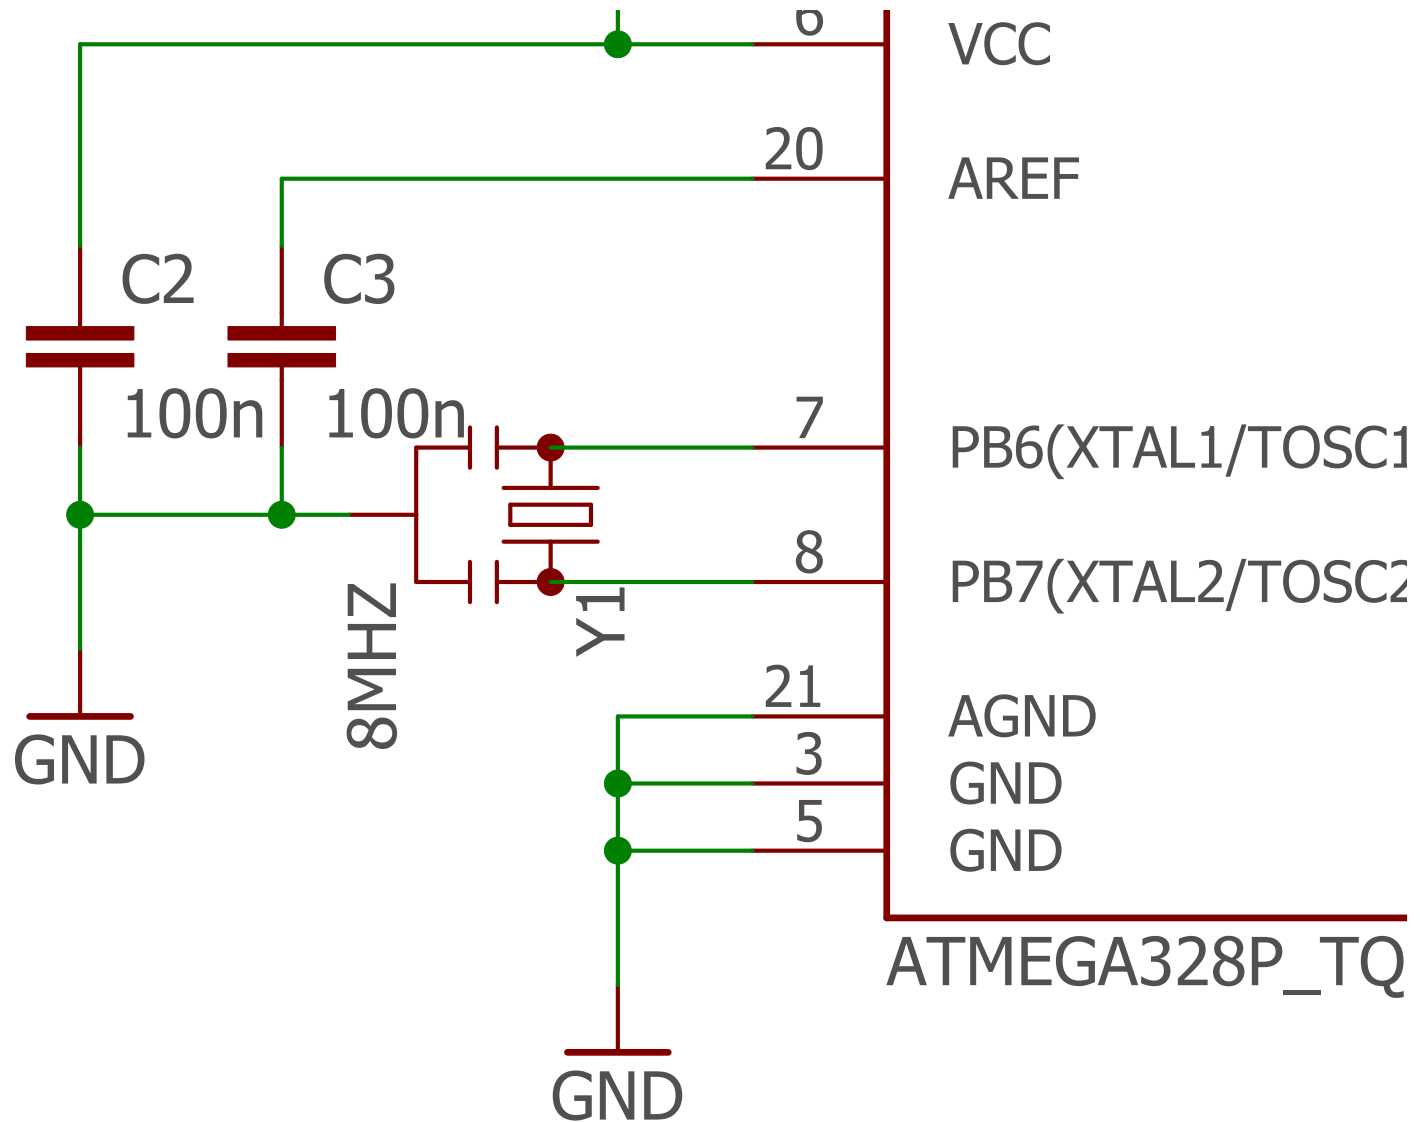 6
VCC
20
AREF
C2
C3
100n
100n
7
PB6(XTAL1/TOSC1
8
PB7(XTAL2/TOSC2
8MHZ
Y1
21
AGND
3
GND
5
GND
GND
ATMEGA328P_TQ
GND